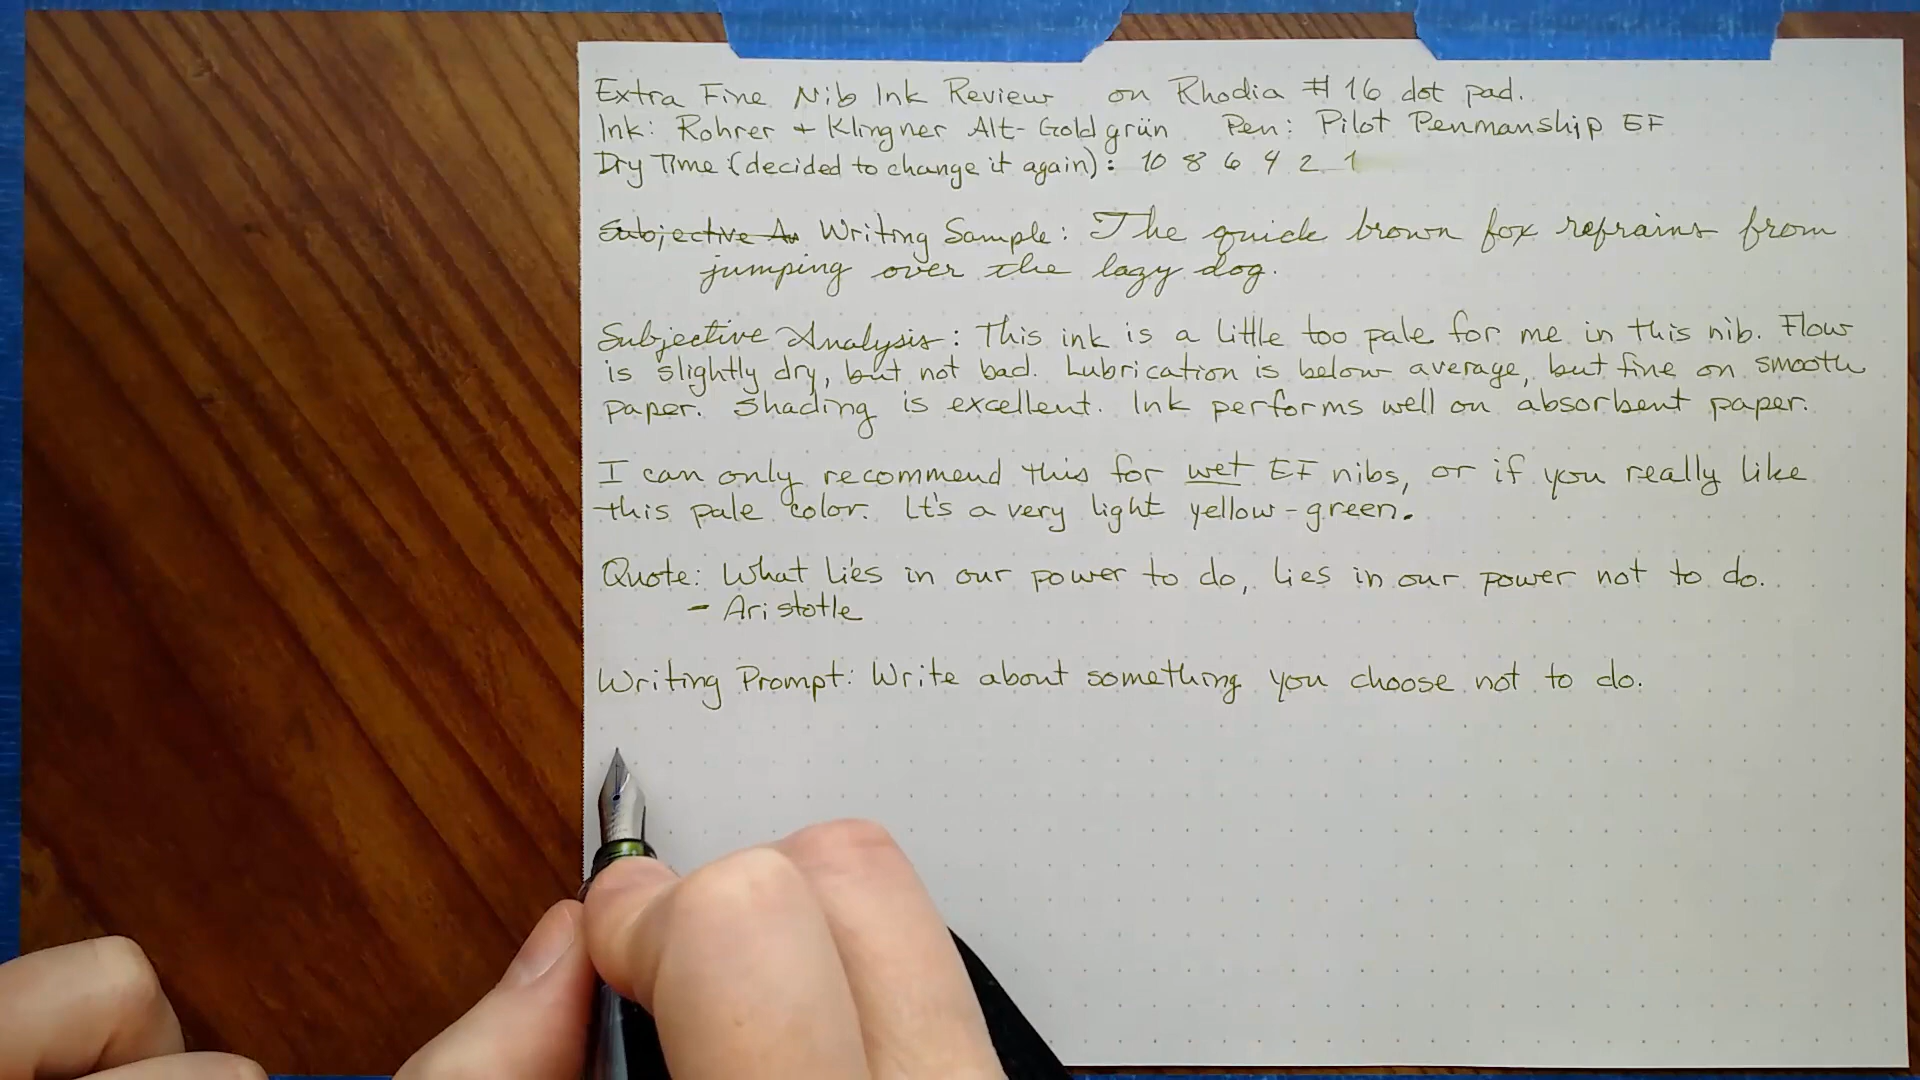 Extra Fine Nib Ink Review on Rhodia #16 dot pad.
Ink: Rohrer + Klingner Alt-Goldgrün Pen: Pilot Penmanship EF
Dry Time (decided to change it again): 10 8 6 4 2 1
Subjective An Writing Sample: The quick brown fox refrains from
jumping over the lazy dog.
Subjective Analysis: This ink is a little too pale for me in this nib. Flow
is slightly dry, but not bad. Lubrication is below average, but fine on smooth
paper. Shading is excellent. Ink performs well on absorbent paper.
I can only recommend this for wet EF nibs, or if you really like
this pale color. It's a very light yellow-green.
Quote: What lies in our power to do, lies in our power not to do.
- Aristotle
Writing Prompt: Write about something you choose not to do.